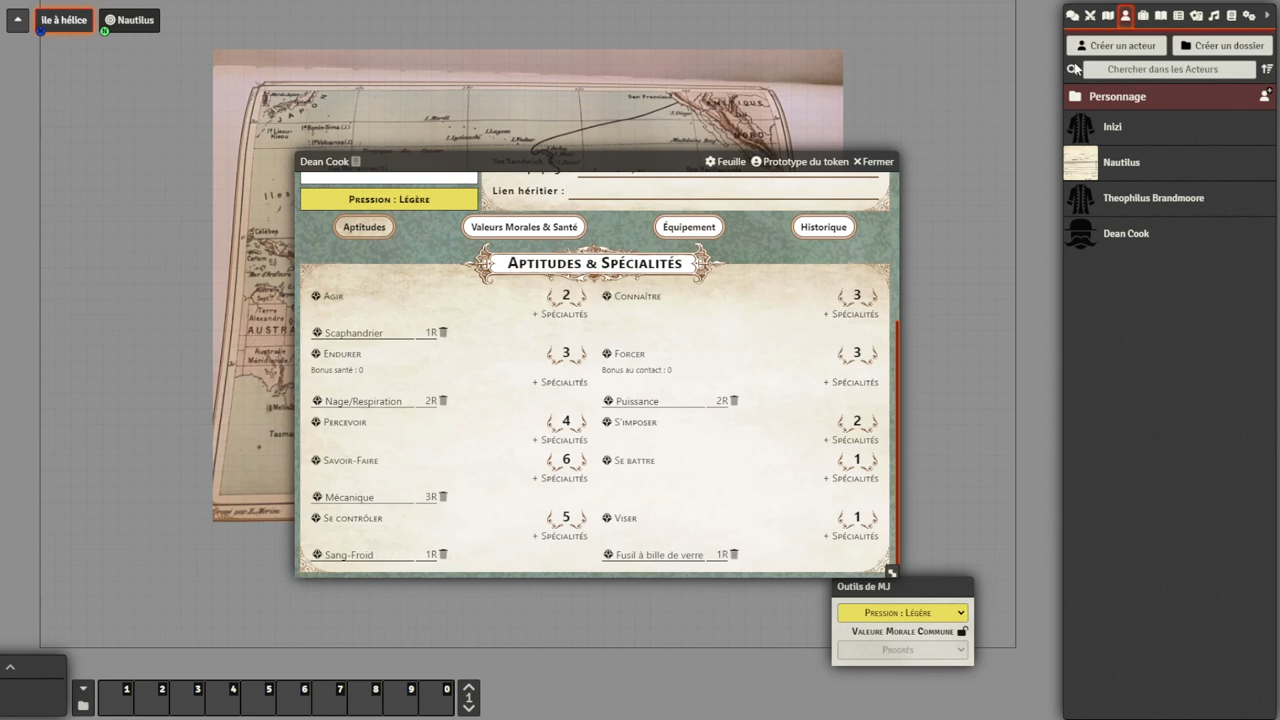 ile à hélice
Nautilus
Créer un acteur
Créer un dossier
Chercher dans les Acteurs
Personnage
Inizi
Nautilus
Theophilus Brandmoore
Dean Cook
JAPON
San Francisco
Dean Cook
Feuille
Prototype du token
Fermer
Lien héritier :
Pression : Légère
Aptitudes
Valeurs Morales & Santé
Équipement
Historique
Aptitudes & Spécialités
Agir
2
+ Spécialités
Connaître
3
+ Spécialités
Scaphandrier 1R
Endurer
3
Bonus santé : 0
+ Spécialités
Forcer
3
Bonus au contact : 0
+ Spécialités
Nage/Respiration 2R
Puissance 2R
Percevoir
4
+ Spécialités
S'imposer
2
+ Spécialités
Savoir-Faire
6
+ Spécialités
Se battre
1
+ Spécialités
Mécanique 3R
Se contrôler
5
+ Spécialités
Viser
1
+ Spécialités
Sang-Froid 1R
Fusil à bille de verre 1R
Outils de MJ
Pression : Légère
Valeure Morale Commune
Progrès
1 2 3 4 5 6 7 8 9 0
1